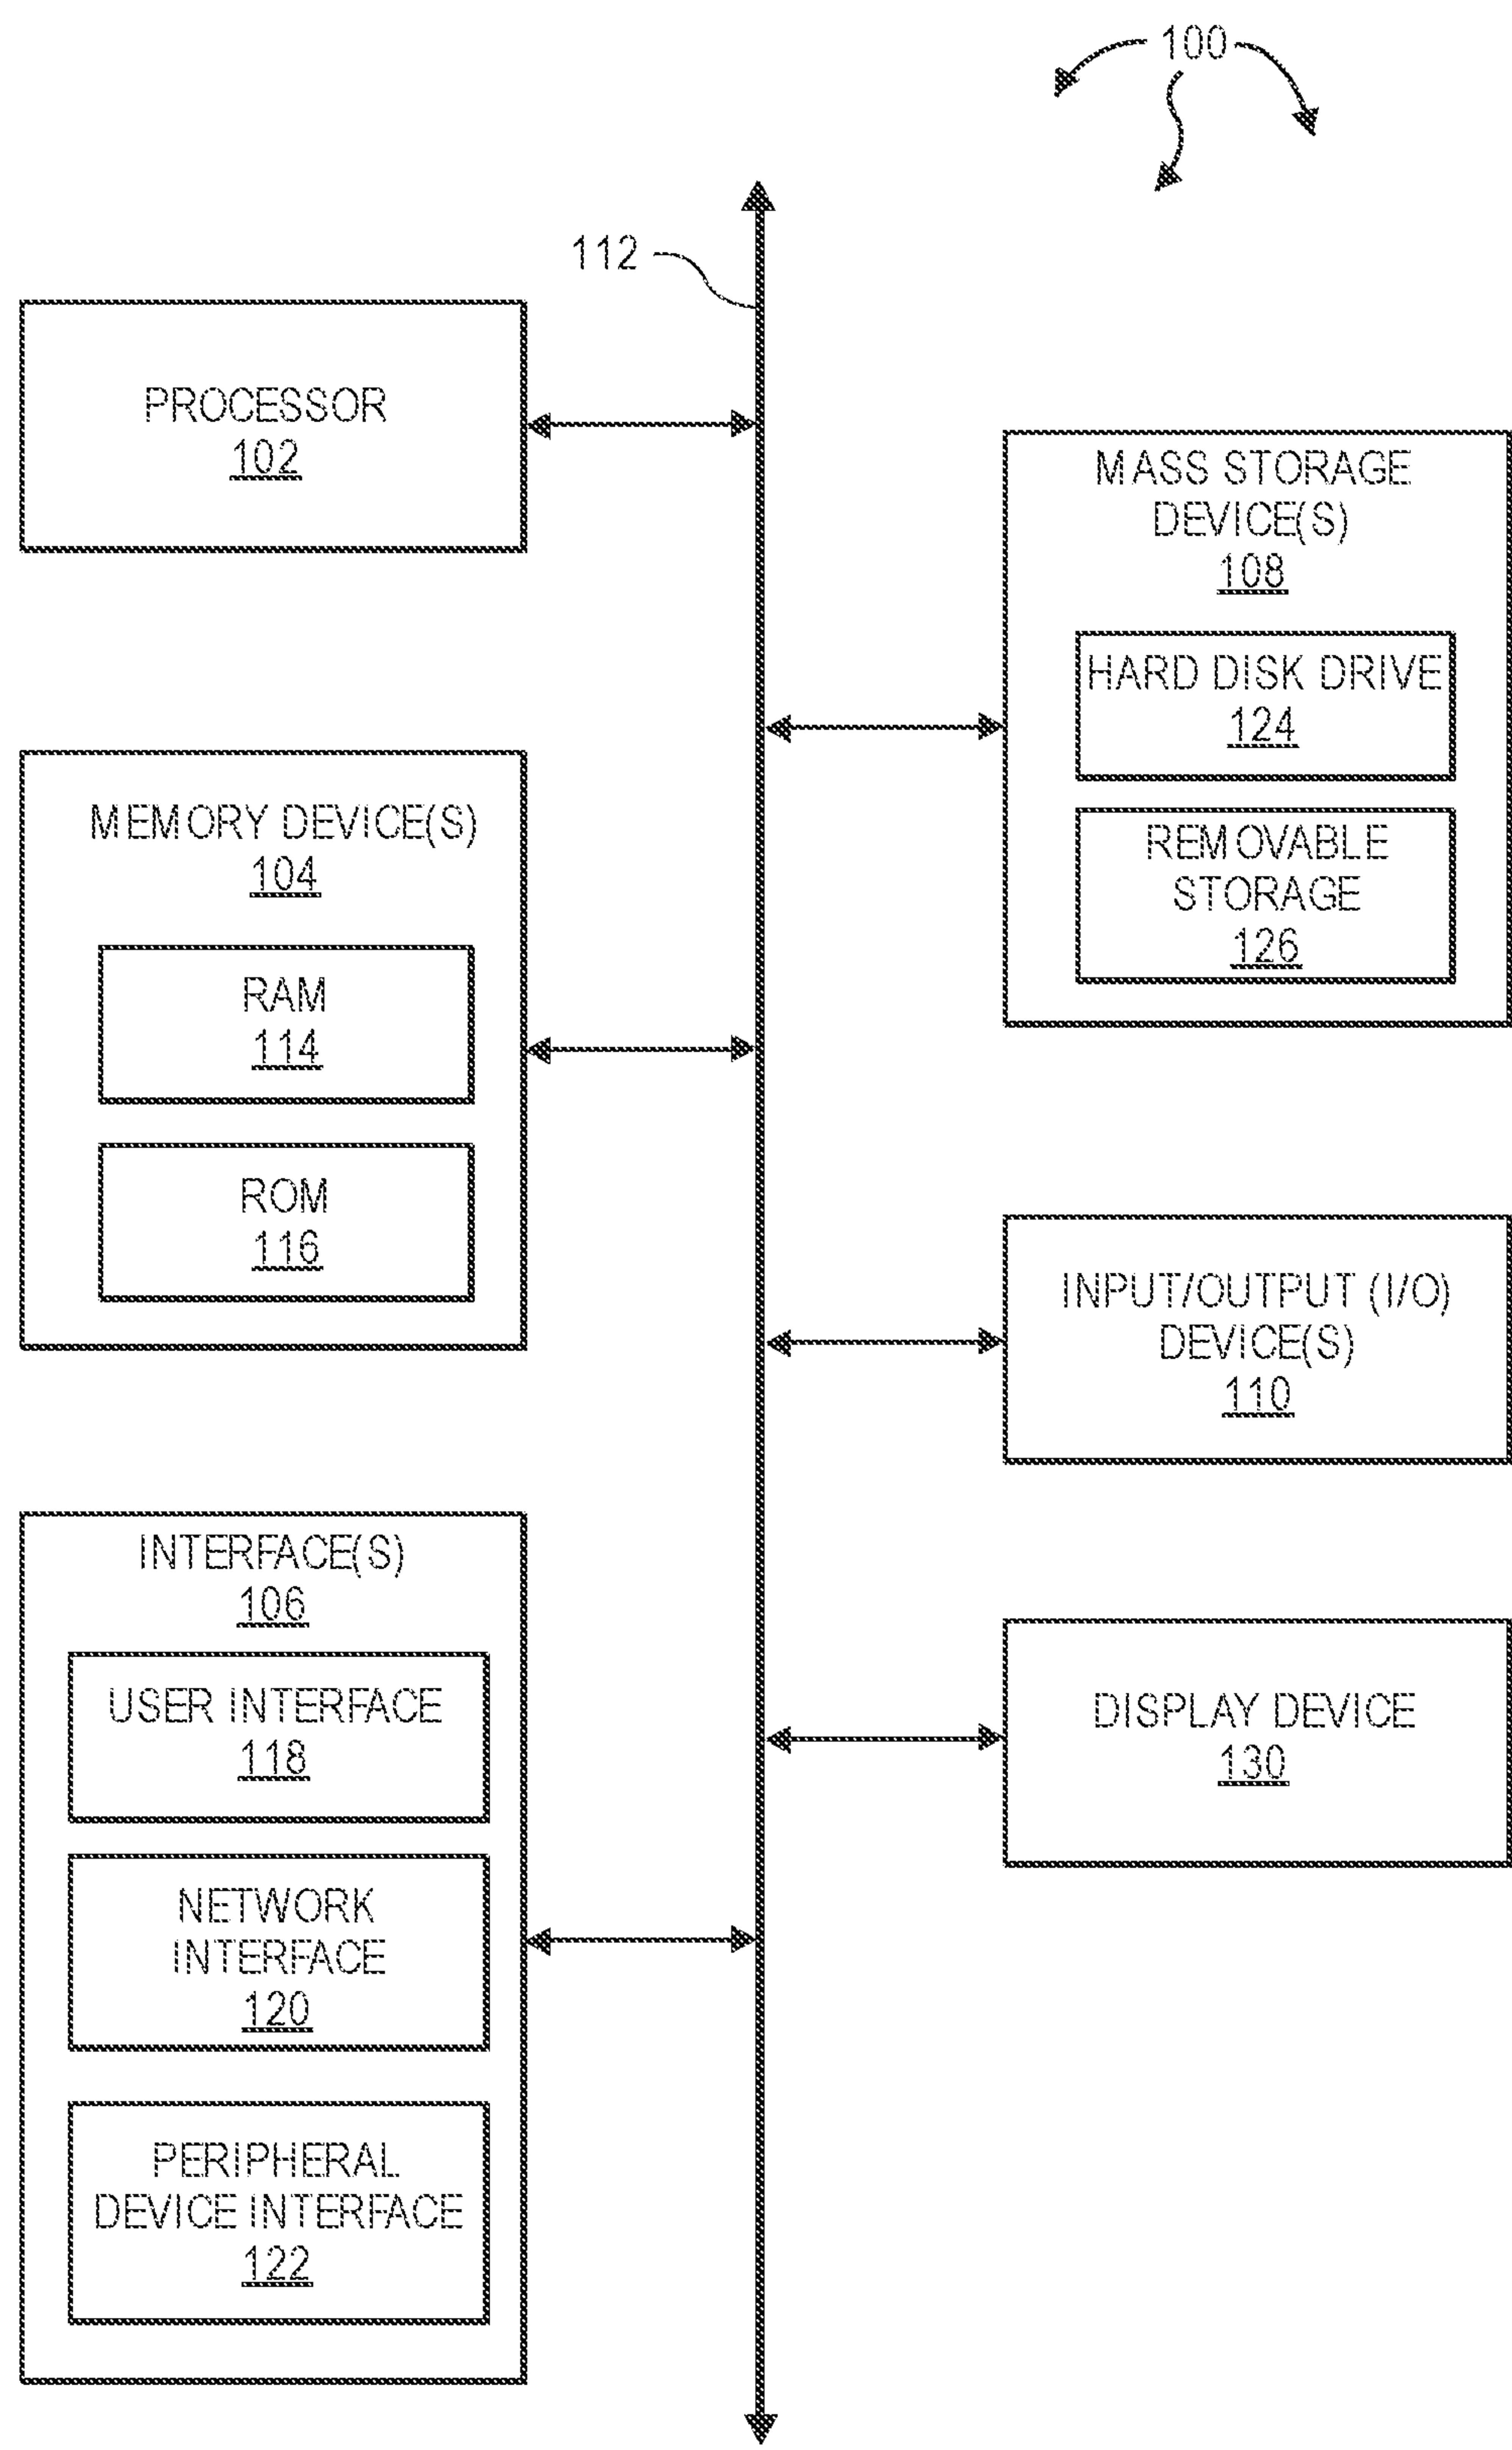 100
112
PROCESSOR
102
MEMORY DEVICE(S)
104
RAM
114
ROM
116
INTERFACE(S)
106
USER INTERFACE
118
NETWORK
INTERFACE
120
PERIPHERAL
DEVICE INTERFACE
122
MASS STORAGE
DEVICE(S)
108
HARD DISK DRIVE
124
REMOVABLE
STORAGE
126
INPUT/OUTPUT (I/O)
DEVICE(S)
110
DISPLAY DEVICE
130